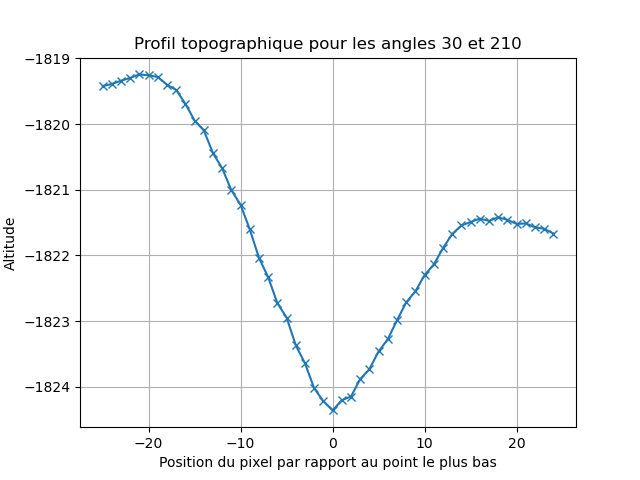 Profil topographique pour les angles 30 et 210
−1819
−1820
−1821
−1822
−1823
−1824
Altitude
−20 −10 0 10 20
Position du pixel par rapport au point le plus bas